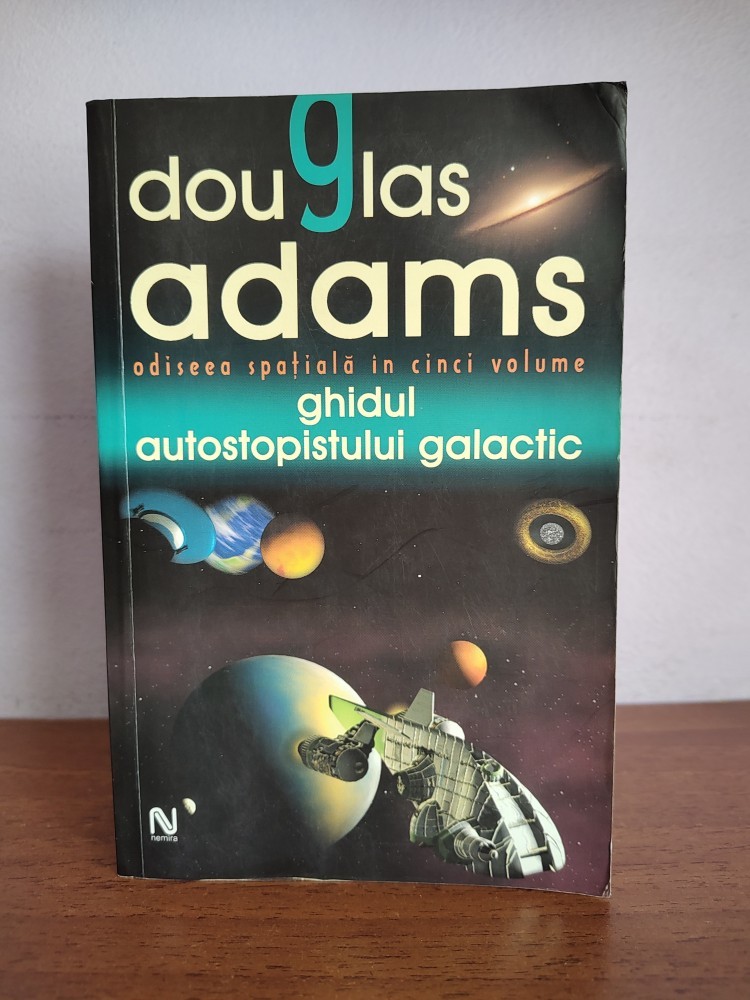 douglas
adams
odiseea spațială în cinci volume
ghidul
autostopistului galactic
nemira